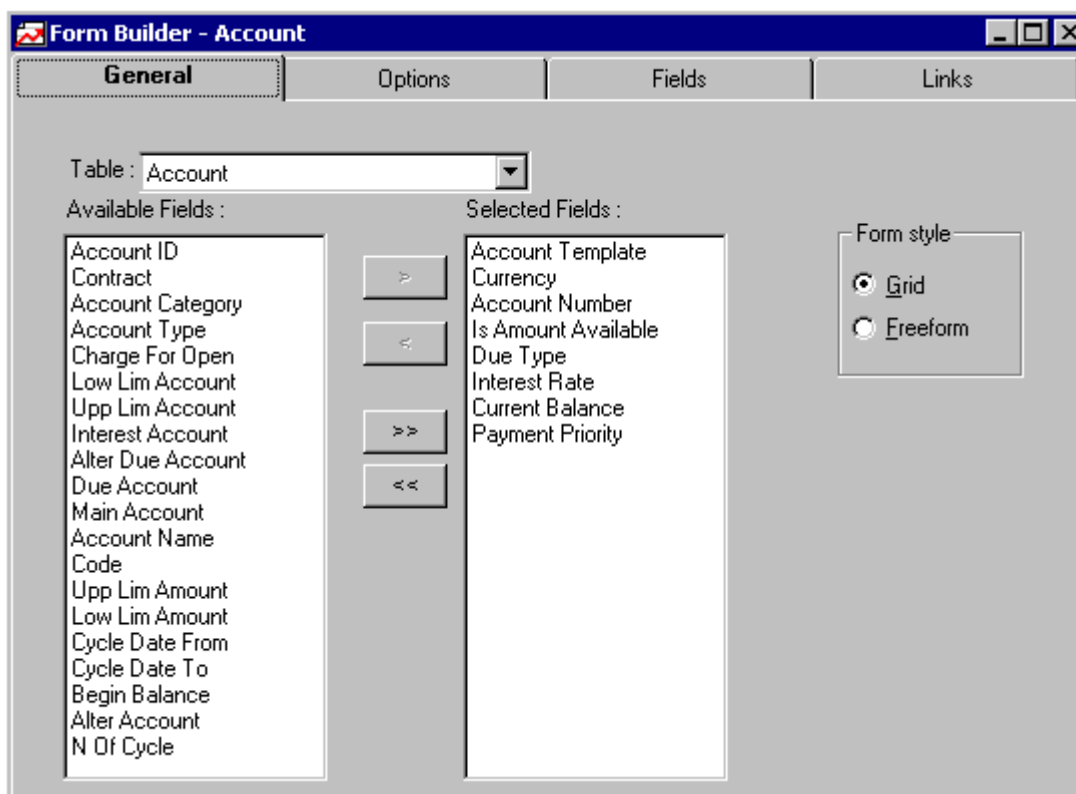 Form Builder - Account
General Options Fields Links
Table : Account
Available Fields :
Account ID
Contract
Account Category
Account Type
Charge For Open
Low Lim Account
Upp Lim Account
Interest Account
Alter Due Account
Due Account
Main Account
Account Name
Code
Upp Lim Amount
Low Lim Amount
Cycle Date From
Cycle Date To
Begin Balance
Alter Account
N Of Cycle
>
<
>>
<<
Selected Fields :
Account Template
Currency
Account Number
Is Amount Available
Due Type
Interest Rate
Current Balance
Payment Priority
Form style
Grid
Freeform